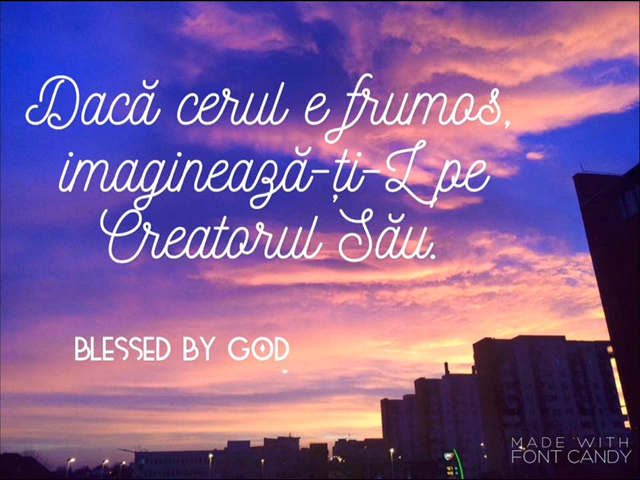 Dacă cerul e frumos,
imaginează-ți-L pe
Creatorul Său.
BLESSED BY GOD
MADE WITH
FONT CANDY